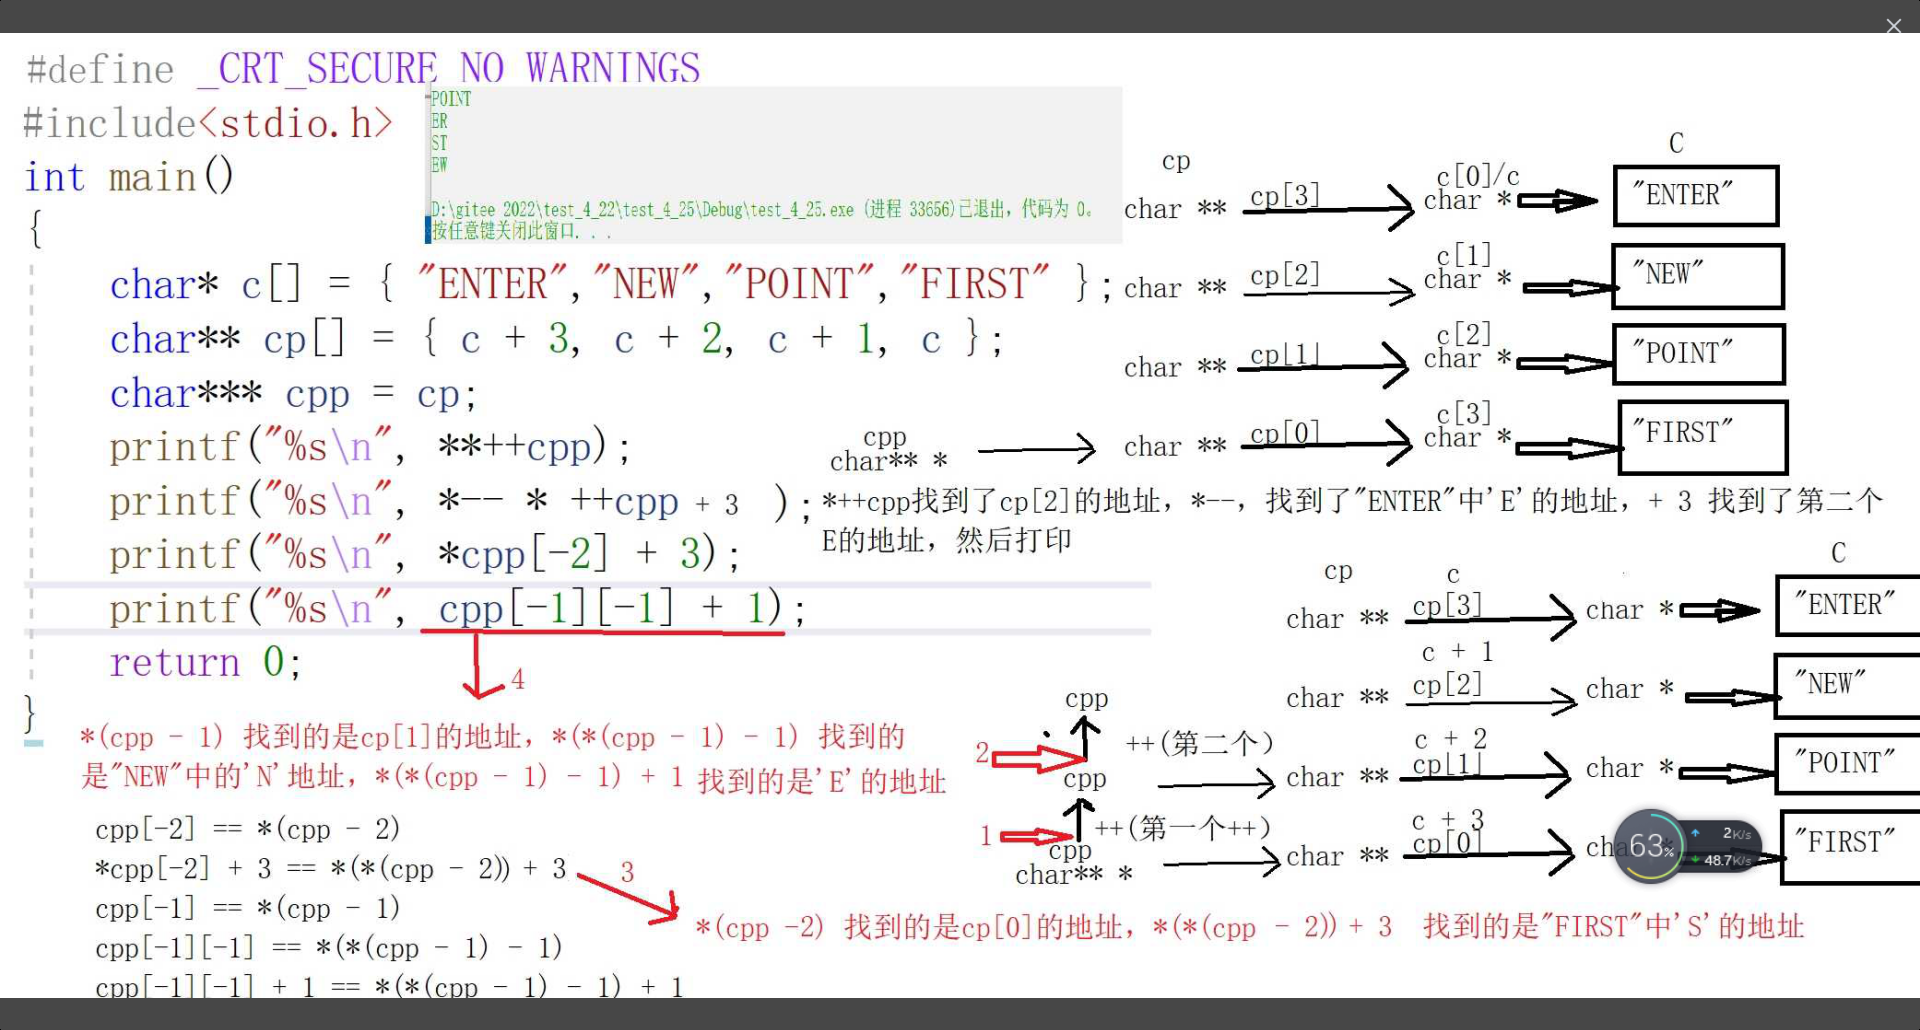 #define _CRT_SECURE_NO_WARNINGS
#include<stdio.h>
int main()
{
char* c[] = { "ENTER","NEW","POINT","FIRST" };
char** cp[] = { c + 3, c + 2, c + 1, c };
char*** cpp = cp;
printf("%s\n", **++cpp);
printf("%s\n", *-- * ++cpp + 3 );
printf("%s\n", *cpp[-2] + 3);
printf("%s\n", cpp[-1][-1] + 1);
return 0;
}
POINT
ER
ST
EW
D:\gitee 2022\test_4_22\test_4_25\Debug\test_4_25.exe (进程 33656)已退出，代码为 0。
按任意键关闭此窗口. . .
C
cp
c[0]/c
char ** cp[3] char * "ENTER"
c[1]
char ** cp[2] char * "NEW"
c[2]
char ** cp[1] char * "POINT"
c[3]
cpp
char** * char ** cp[0] char * "FIRST"
*++cpp找到了cp[2]的地址，*--，找到了"ENTER"中'E'的地址，+ 3 找到了第二个
E的地址，然后打印
C
cp c
char ** cp[3] char * "ENTER"
c + 1
char ** cp[2] char * "NEW"
cpp
2 ++(第二个) c + 2
cpp char ** cp[1] char * "POINT"
1 ++(第一个++) c + 3
cpp
char** * char ** cp[0] "FIRST"
63%
2K/s
48.7K/s
4
*(cpp - 1) 找到的是cp[1]的地址，*(*(cpp - 1) - 1) 找到的
是"NEW"中的'N'地址，*(*(cpp - 1) - 1) + 1 找到的是'E'的地址
cpp[-2] == *(cpp - 2)
*cpp[-2] + 3 == *(*(cpp - 2)) + 3
3
cpp[-1] == *(cpp - 1)
*(cpp -2) 找到的是cp[0]的地址，*(*(cpp - 2)) + 3 找到的是"FIRST"中'S'的地址
cpp[-1][-1] == *(*(cpp - 1) - 1)
cpp[-1][-1] + 1 == *(*(cpp - 1) - 1) + 1